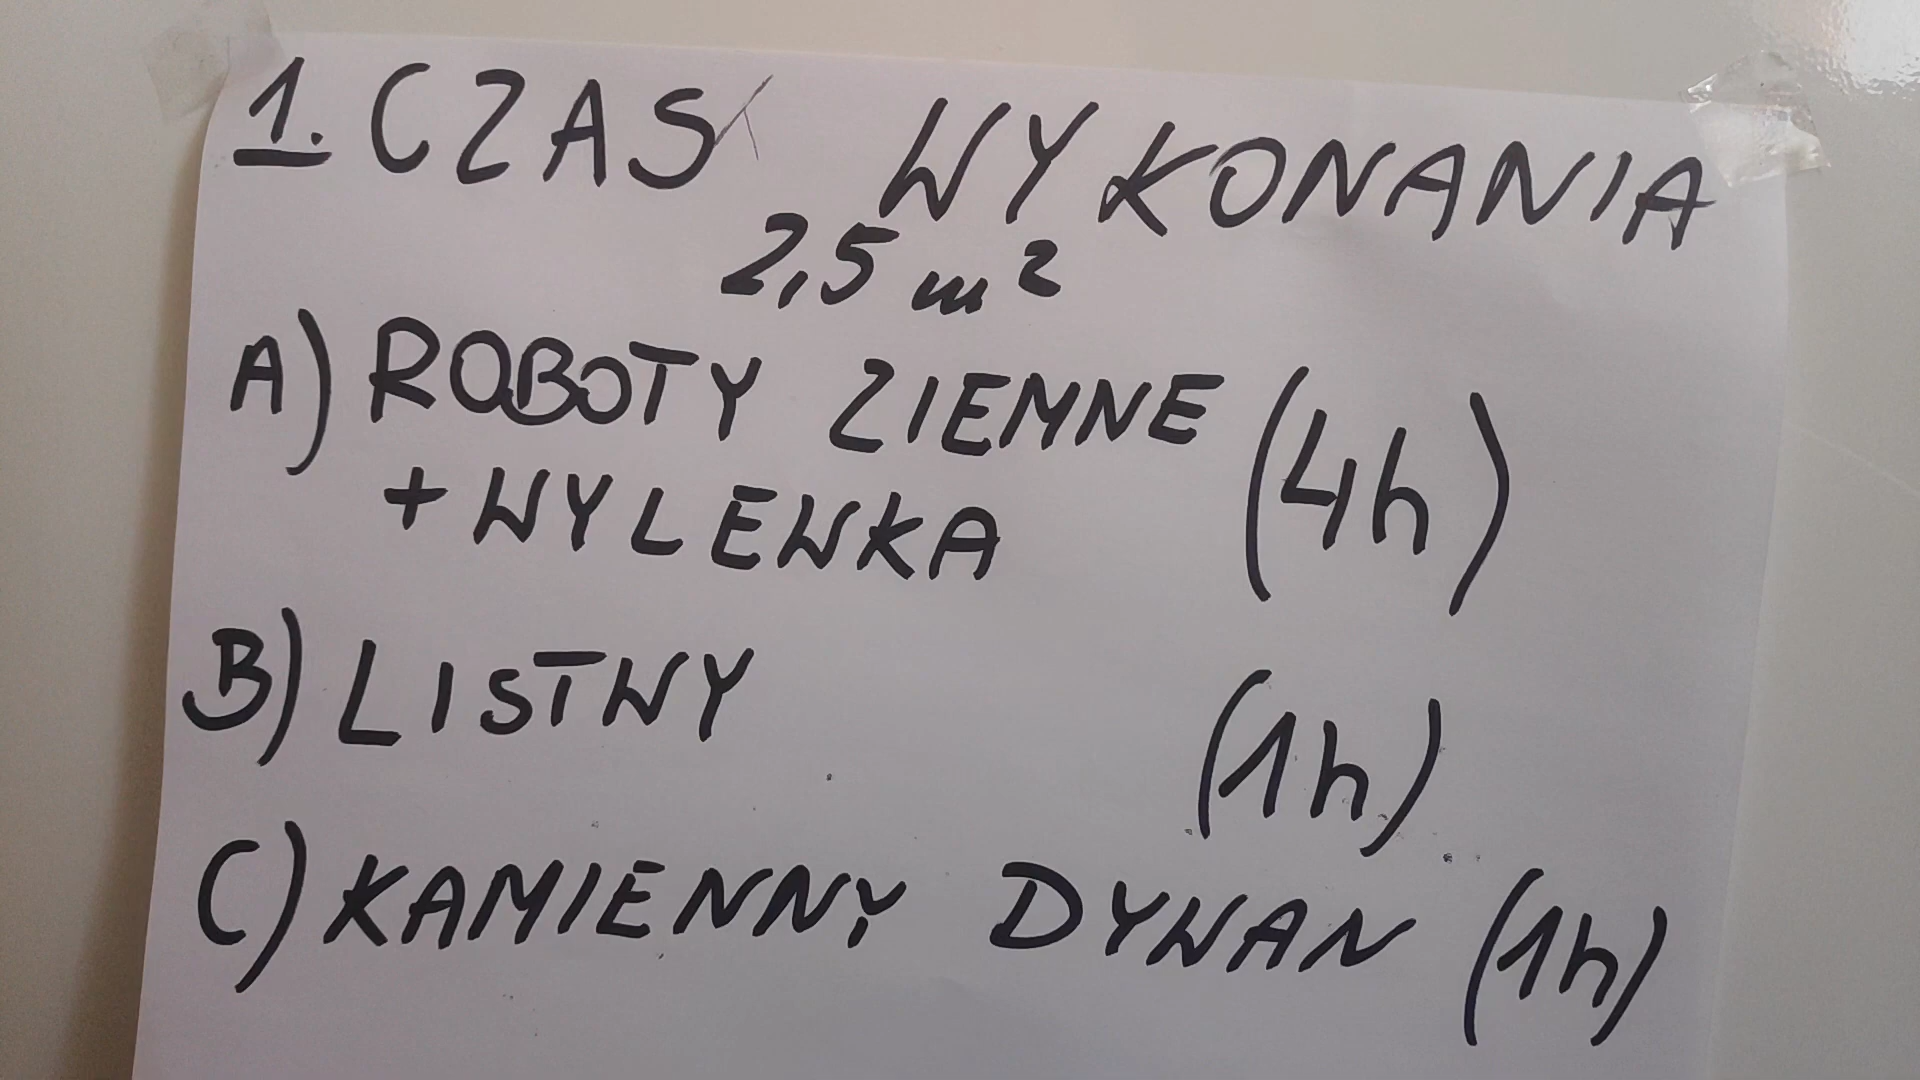 1. CZAS WYKONANIA
2,5 m²
A) ROBOTY ZIEMNE
+ WYLEWKA (4h)
B) LISTWY (1h)
C) KAMIENNY DYWAN (1h)